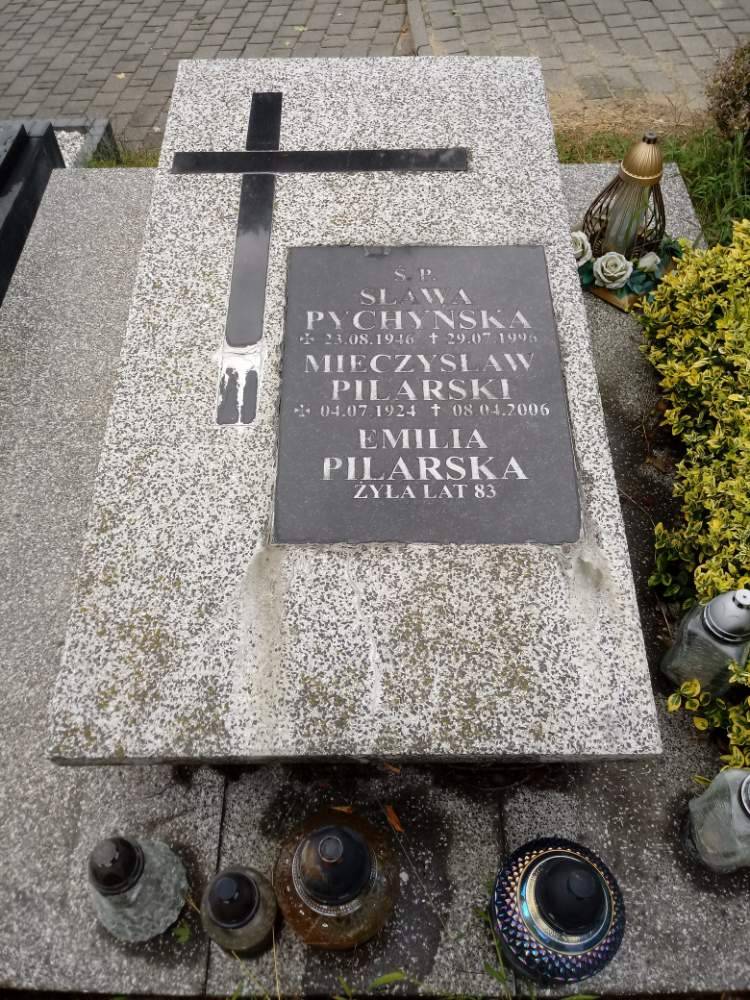 Ś. P.
SŁAWA
PYCHYŃSKA
✠ 23.08.1946 ✝ 29.07.1996
MIECZYSŁAW
PILARSKI
✠ 04.07.1924 ✝ 08.04.2006
EMILIA
PILARSKA
ŻYŁA LAT 83